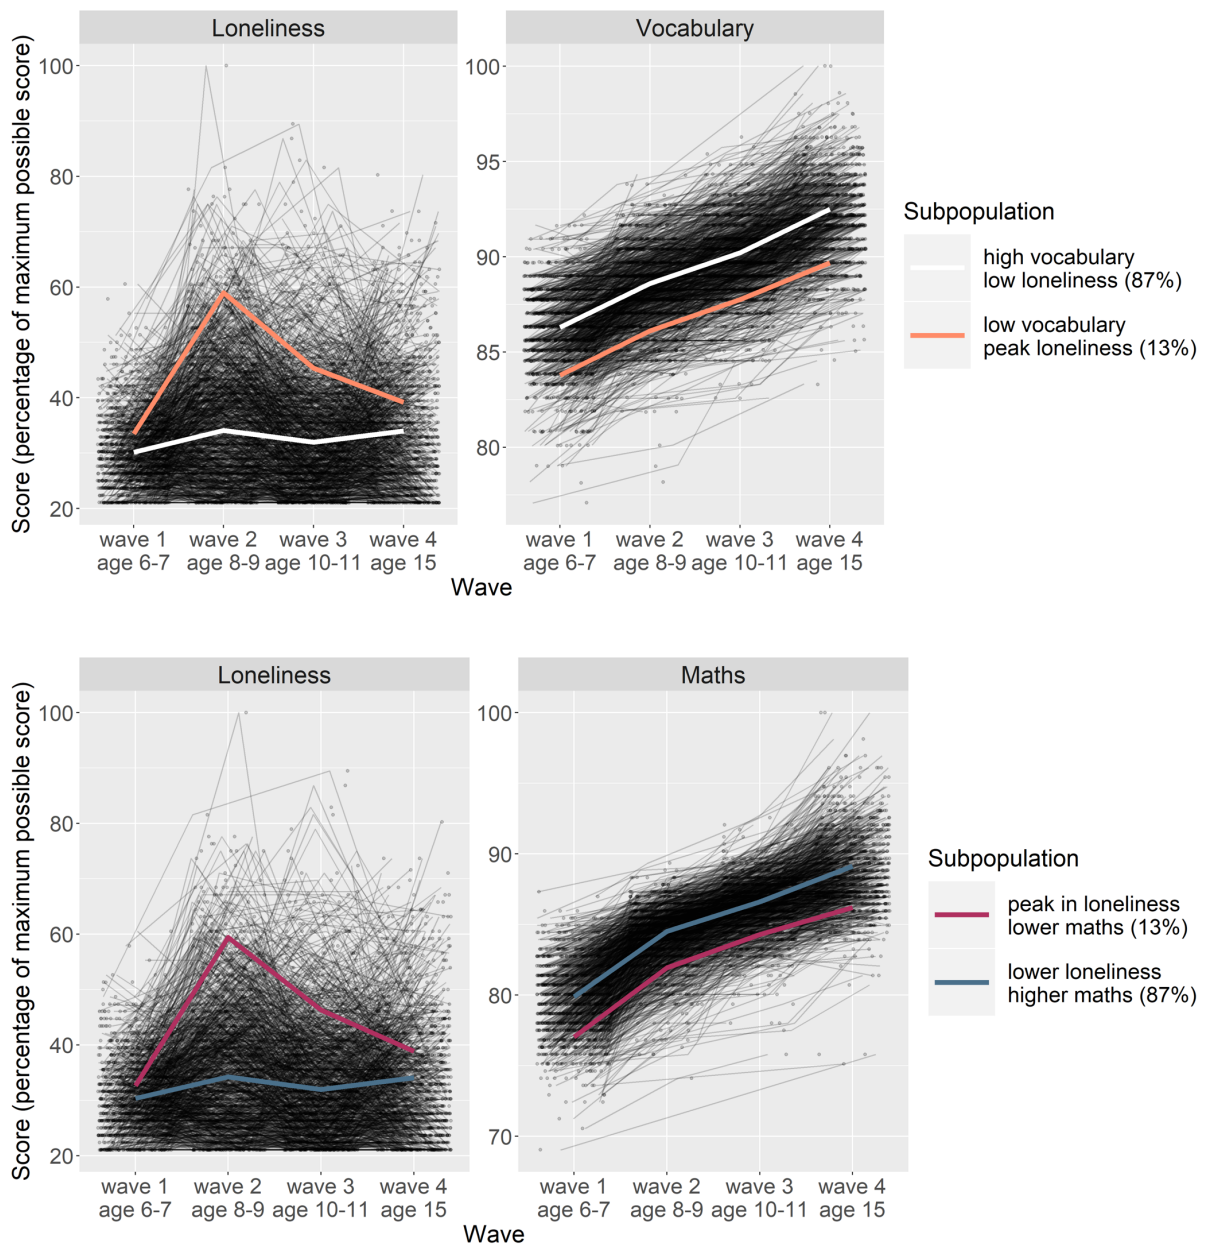 Loneliness
Vocabulary
Score (percentage of maximum possible score)
100
80
60
40
20
100
95
90
85
80
wave 1
age 6-7
wave 2
age 8-9
wave 3
age 10-11
wave 4
age 15
wave 1
age 6-7
wave 2
age 8-9
wave 3
age 10-11
wave 4
age 15
Wave
Subpopulation
high vocabulary
low loneliness (87%)
low vocabulary
peak loneliness (13%)
Loneliness
Maths
Score (percentage of maximum possible score)
100
80
60
40
20
100
90
80
70
wave 1
age 6-7
wave 2
age 8-9
wave 3
age 10-11
wave 4
age 15
wave 1
age 6-7
wave 2
age 8-9
wave 3
age 10-11
wave 4
age 15
Wave
Subpopulation
peak in loneliness
lower maths (13%)
lower loneliness
higher maths (87%)